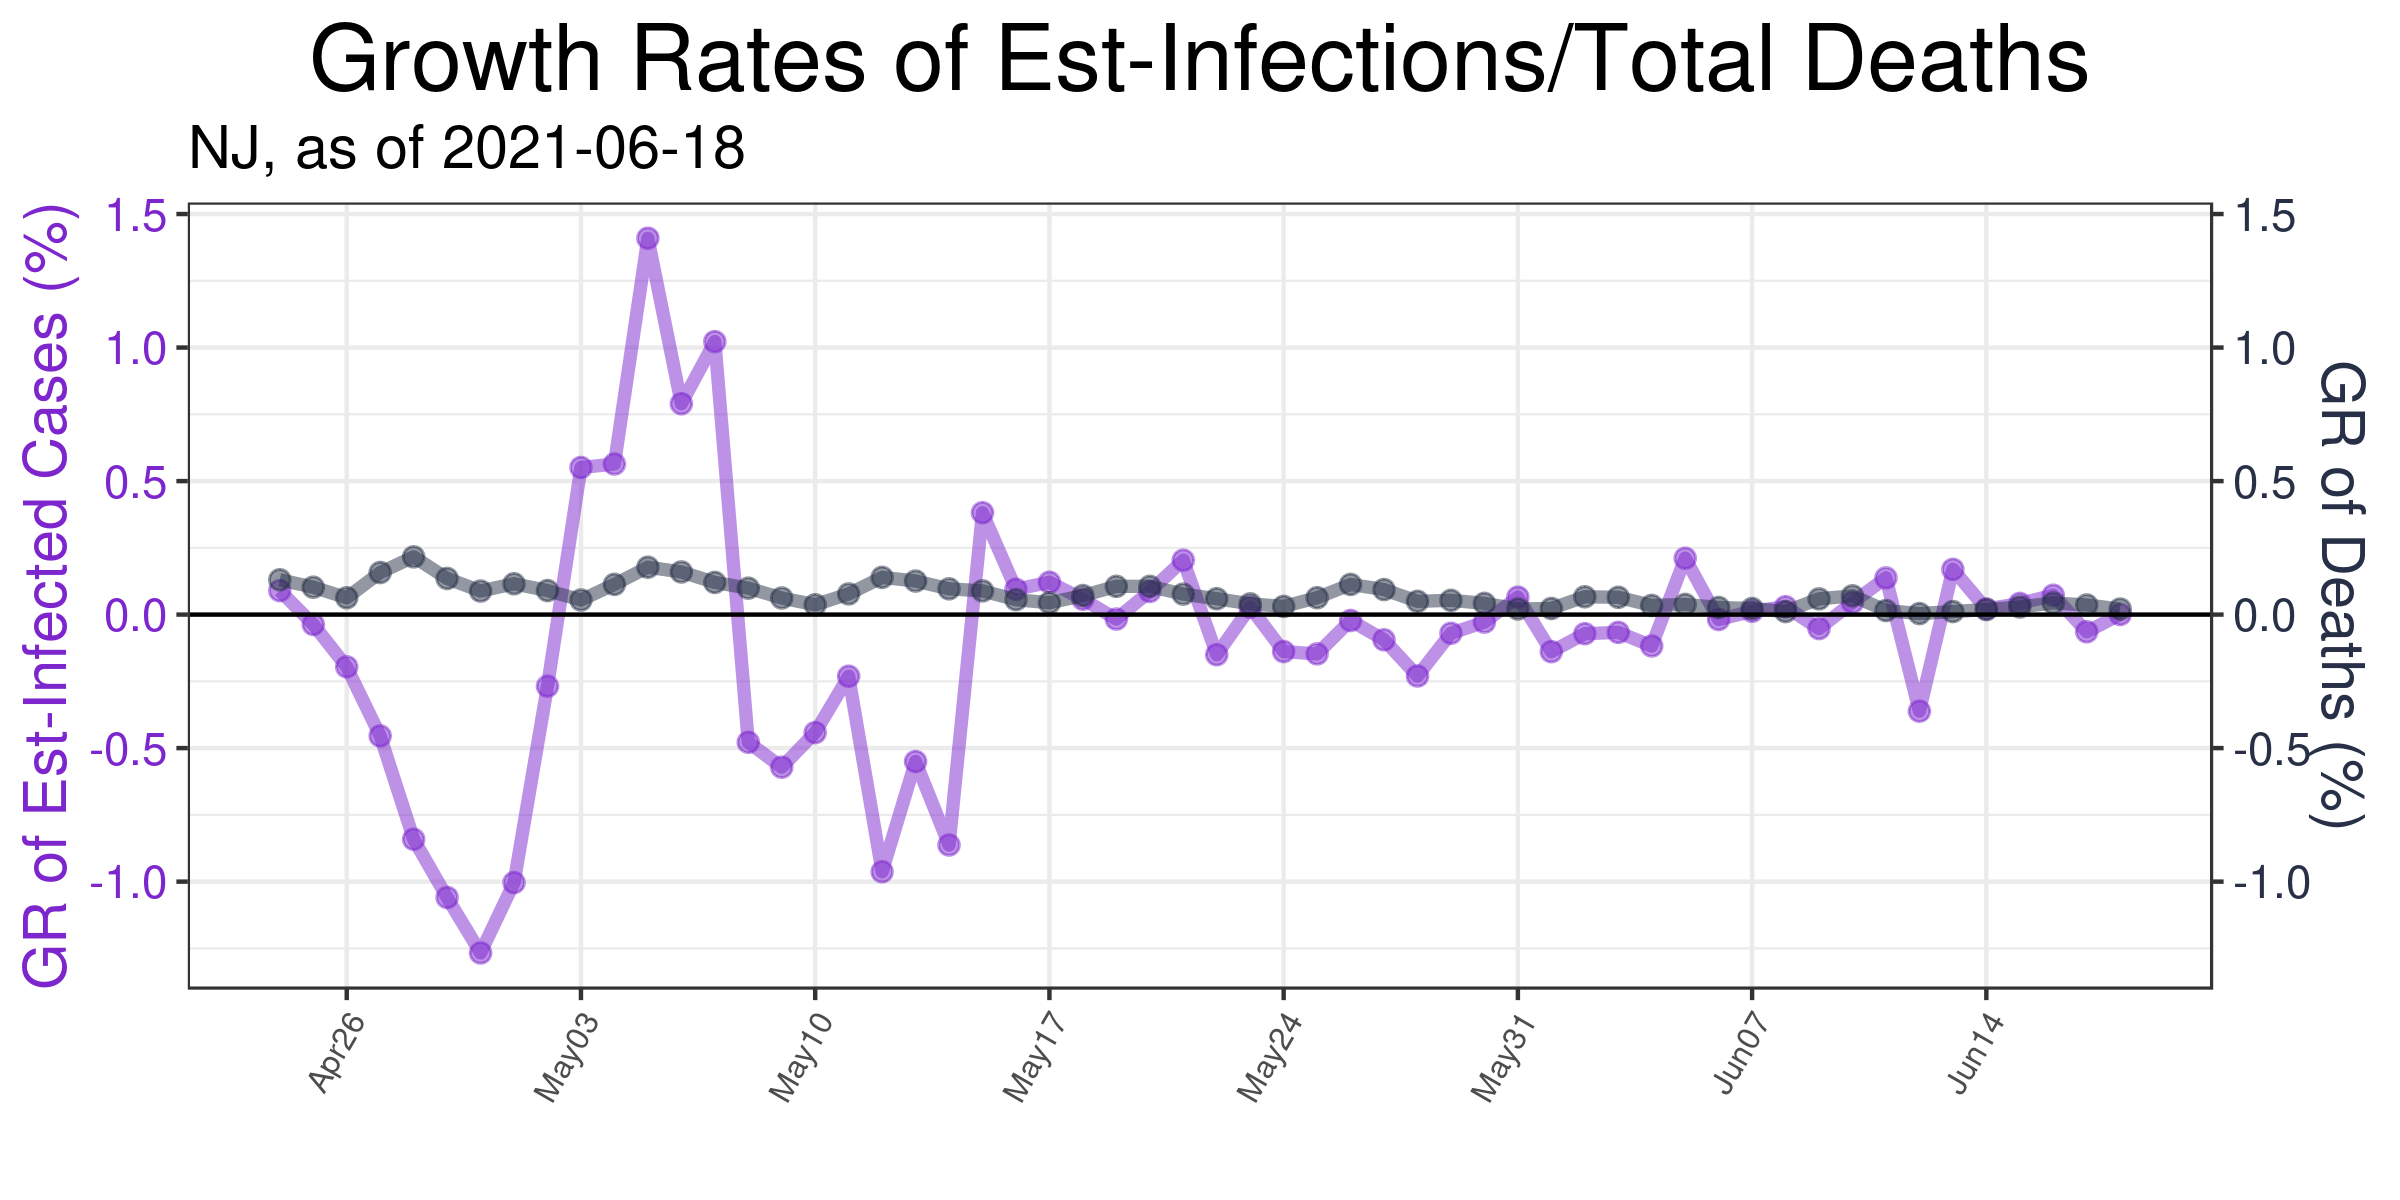 Growth Rates of Est-Infections/Total Deaths
NJ, as of 2021-06-18
GR of Est-Infected Cases (%)
1.5
1.0
0.5
0.0
-0.5
-1.0
1.5
1.0
0.5
0.0
-0.5
-1.0
GR of Deaths (%)
Apr26
May03
May10
May17
May24
May31
Jun07
Jun14